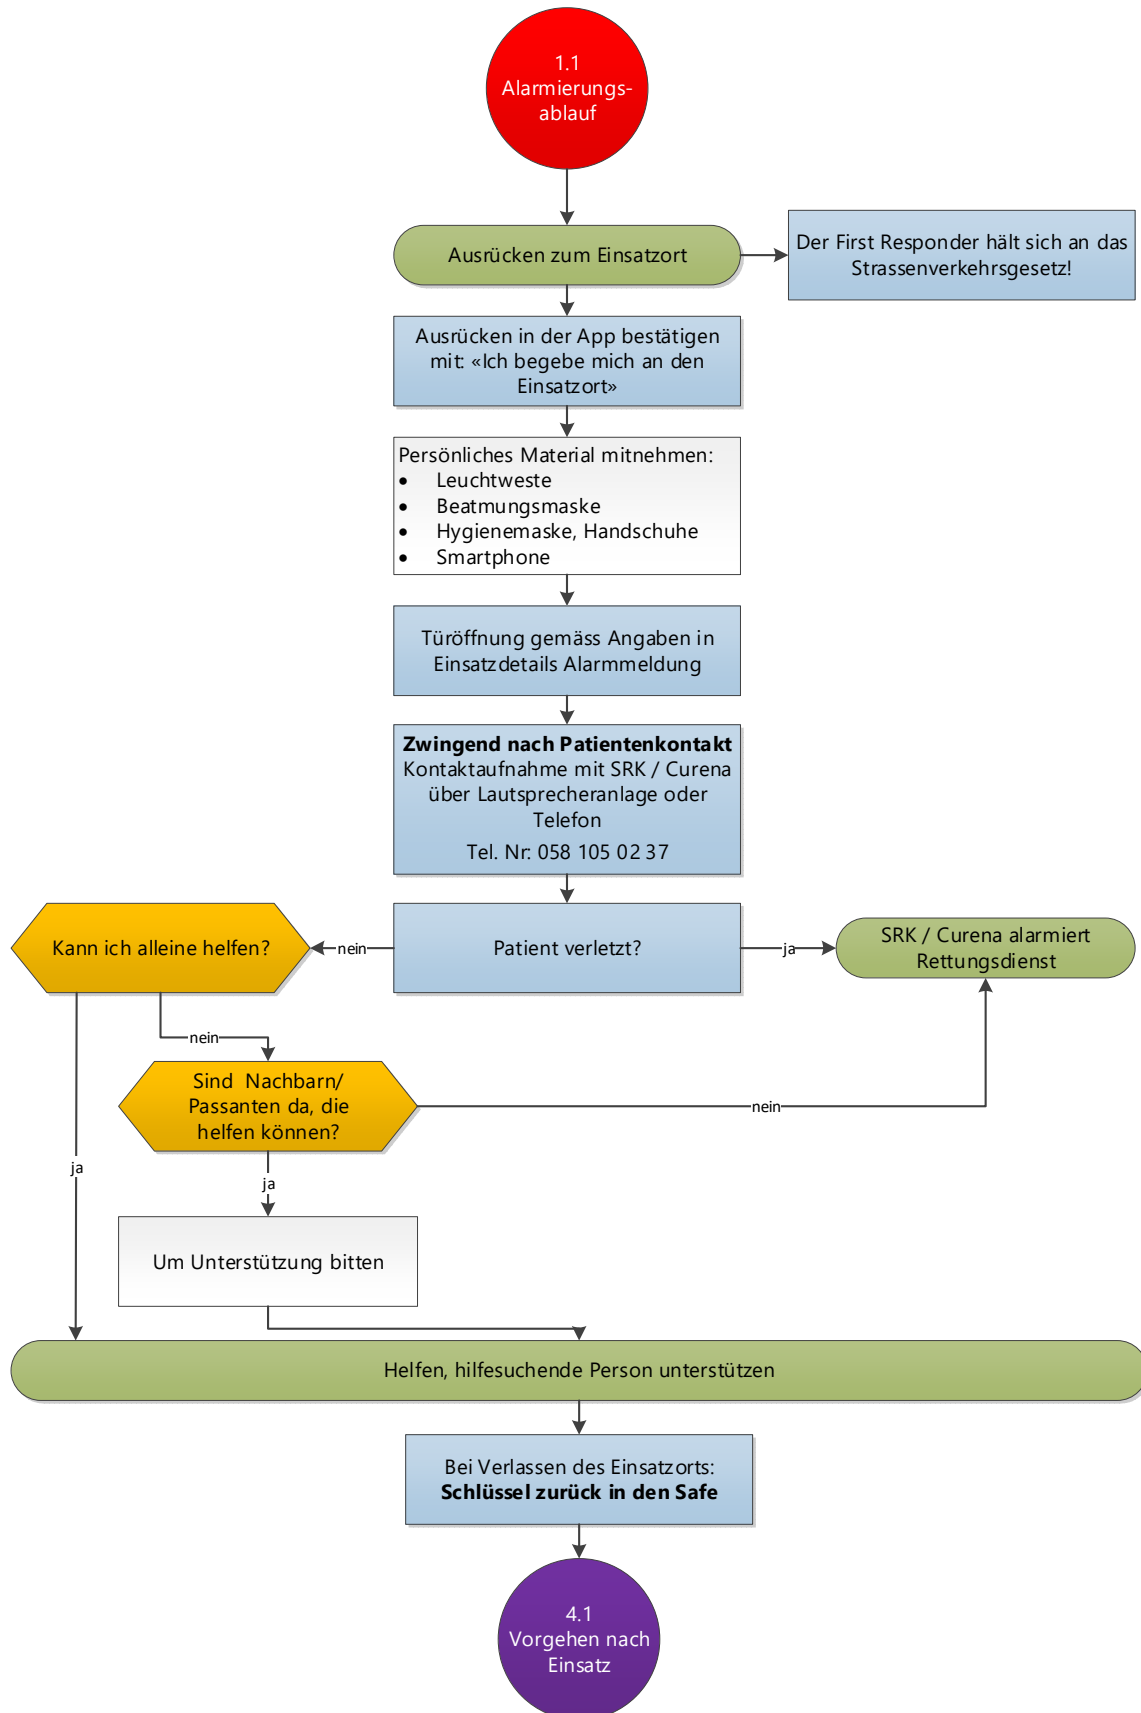 1.1
Alarmierungs-
ablauf
Ausrücken zum Einsatzort
Der First Responder hält sich an das
Strassenverkehrsgesetz!
Ausrücken in der App bestätigen
mit: «Ich begebe mich an den
Einsatzort»
Persönliches Material mitnehmen:
• Leuchtweste
• Beatmungsmaske
• Hygienemaske, Handschuhe
• Smartphone
Türöffnung gemäss Angaben in
Einsatzdetails Alarmmeldung
Zwingend nach Patientenkontakt
Kontaktaufnahme mit SRK / Curena
über Lautsprecheranlage oder
Telefon
Tel. Nr: 058 105 02 37
Kann ich alleine helfen?
nein
Patient verletzt?
ja
SRK / Curena alarmiert
Rettungsdienst
nein
Sind Nachbarn/
Passanten da, die
helfen können?
nein
ja
ja
Um Unterstützung bitten
Helfen, hilfesuchende Person unterstützen
Bei Verlassen des Einsatzorts:
Schlüssel zurück in den Safe
4.1
Vorgehen nach
Einsatz